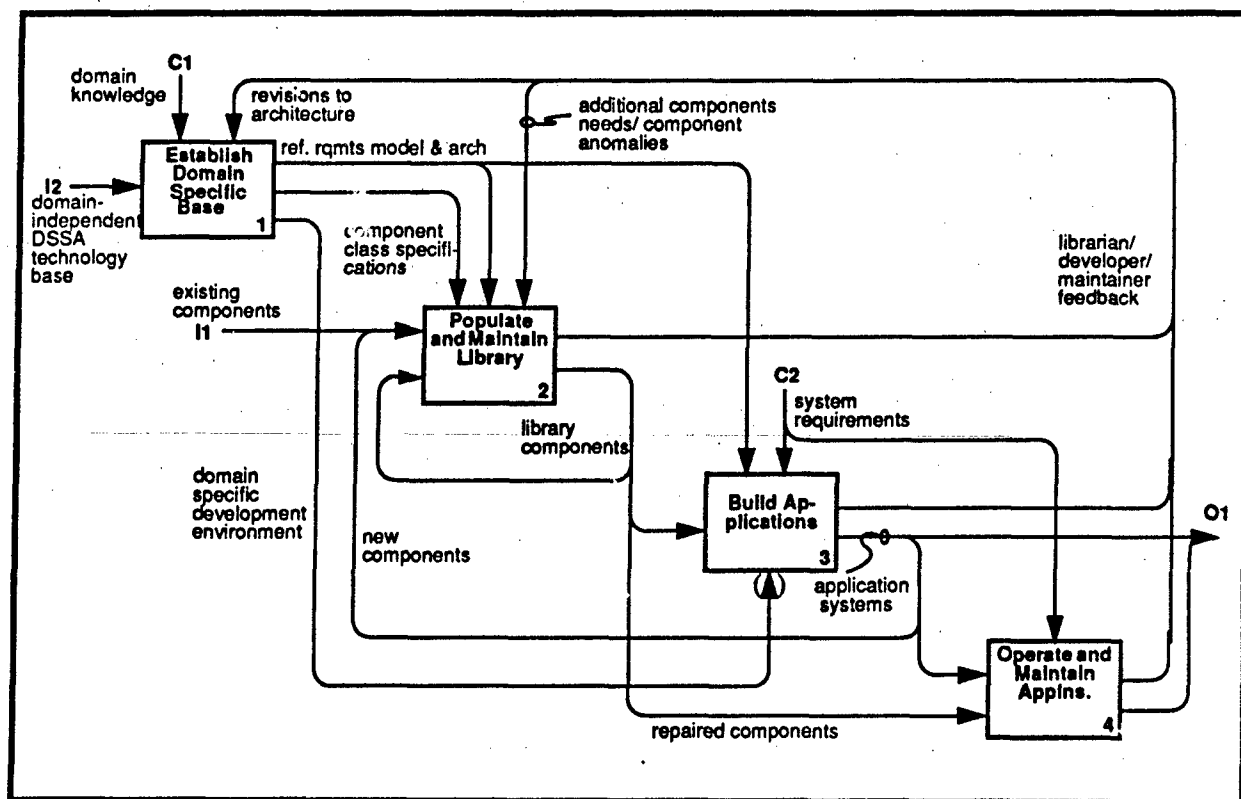 C1
domain
knowledge
revisions to
architecture
additional components
needs/ component
anomalies
ref. rqmts model & arch
Establish
Domain
Specific
Base
1
I2
domain-
independent
DSSA
technology
base
component
class specifi-
cations
librarian/
developer/
maintainer
feedback
existing
components
I1
Populate
and Maintain
Library
2
C2
system
requirements
library
components
domain
specific
development
environment
new
components
Build Ap-
plications
3
O1
application
systems
Operate and
Maintain
Applns.
4
repaired components